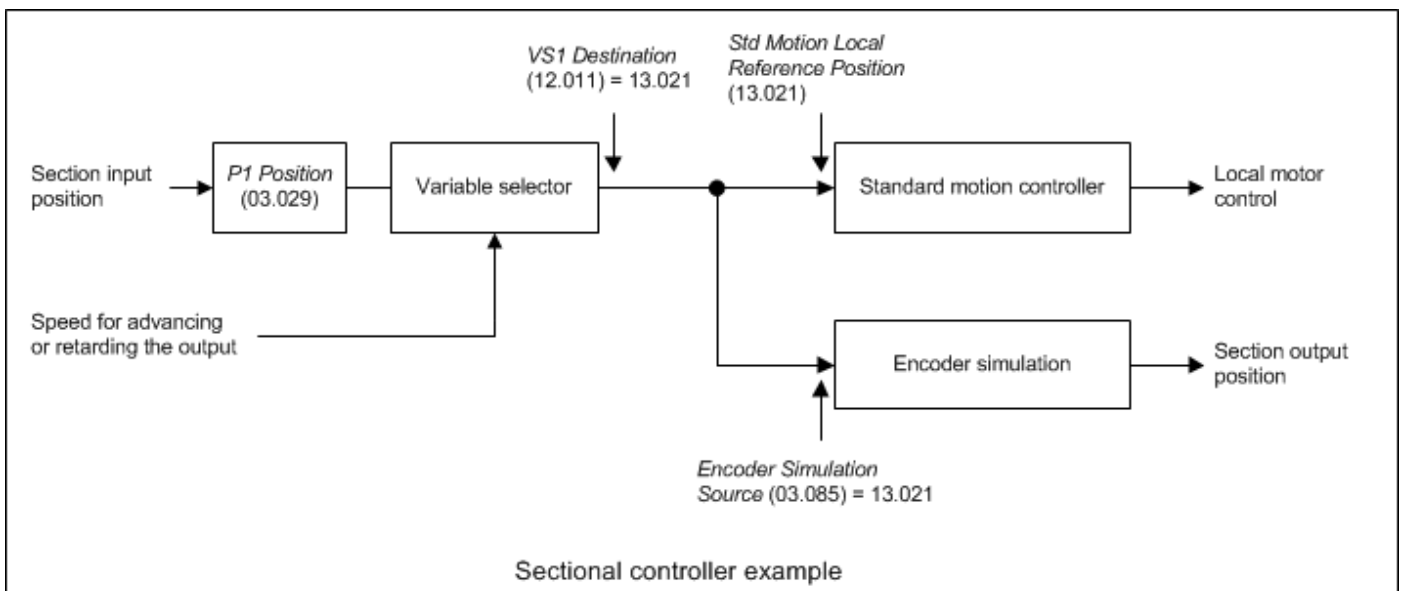 VS1 Destination
(12.011) = 13.021
Std Motion Local
Reference Position
(13.021)
Section input
position
P1 Position
(03.029)
Variable selector
Standard motion controller
Local motor
control
Speed for advancing
or retarding the output
Encoder simulation
Section output
position
Encoder Simulation
Source (03.085) = 13.021
Sectional controller example